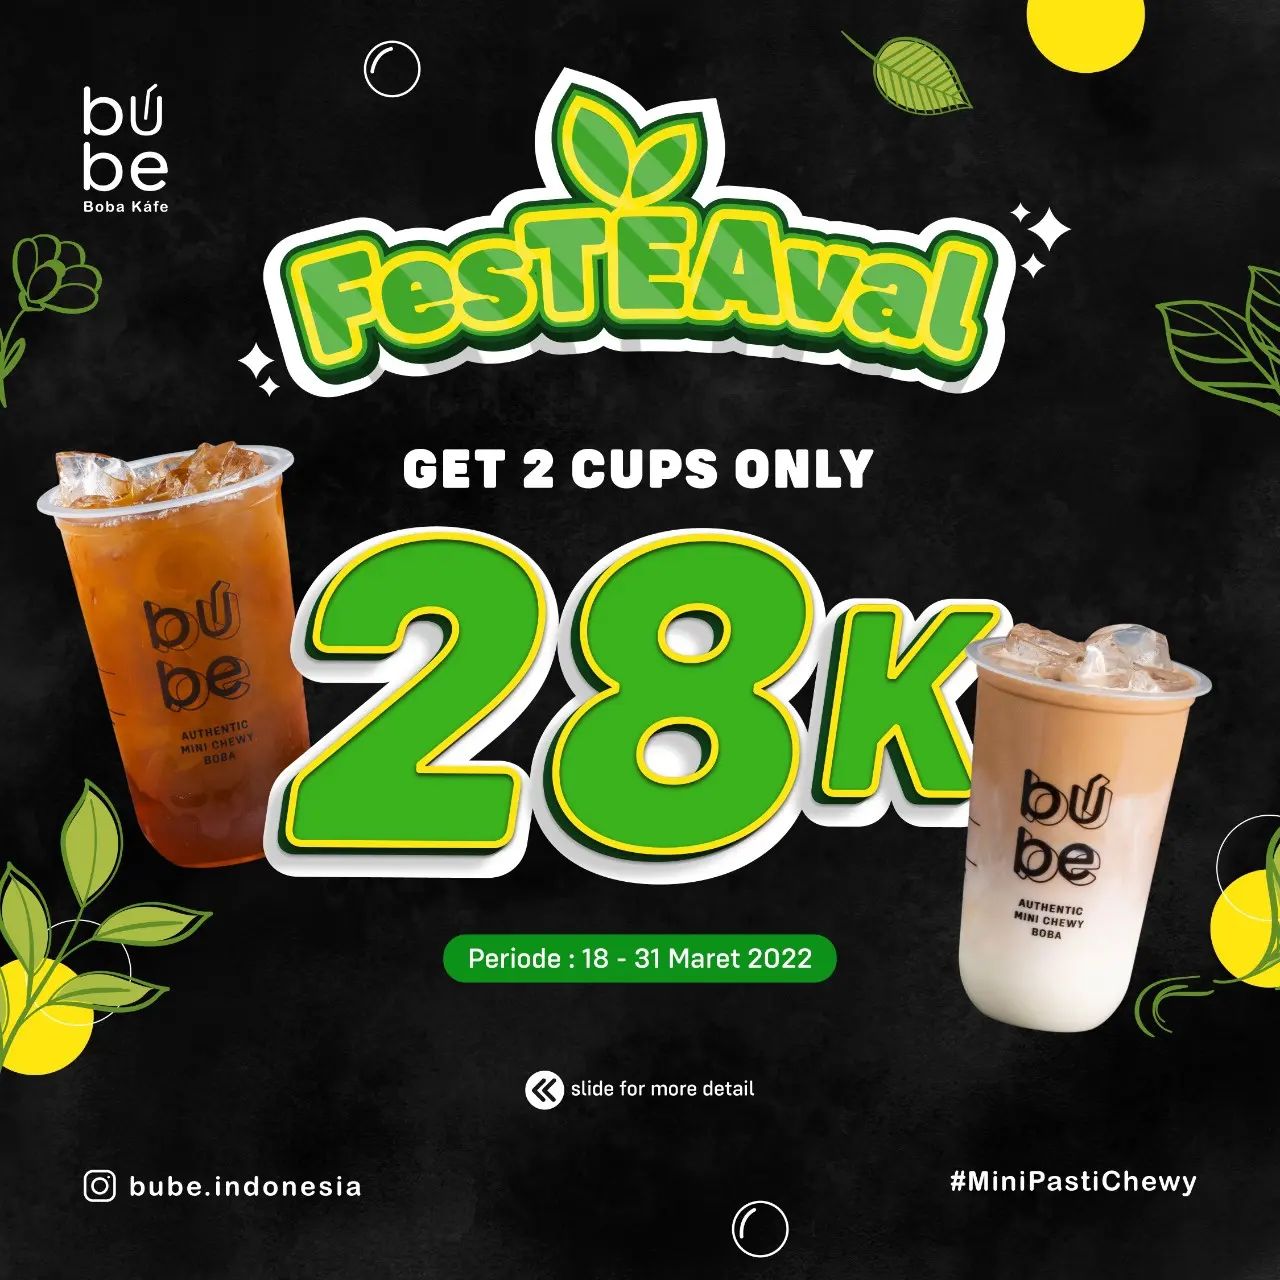 bú
be
Boba Káfe
FesTEAval
GET 2 CUPS ONLY
28K
bú
be
AUTHENTIC
MINI CHEWY
BOBA
bú
be
AUTHENTIC
MINI CHEWY
BOBA
Periode : 18 - 31 Maret 2022
slide for more detail
bube.indonesia
#MiniPastiChewy